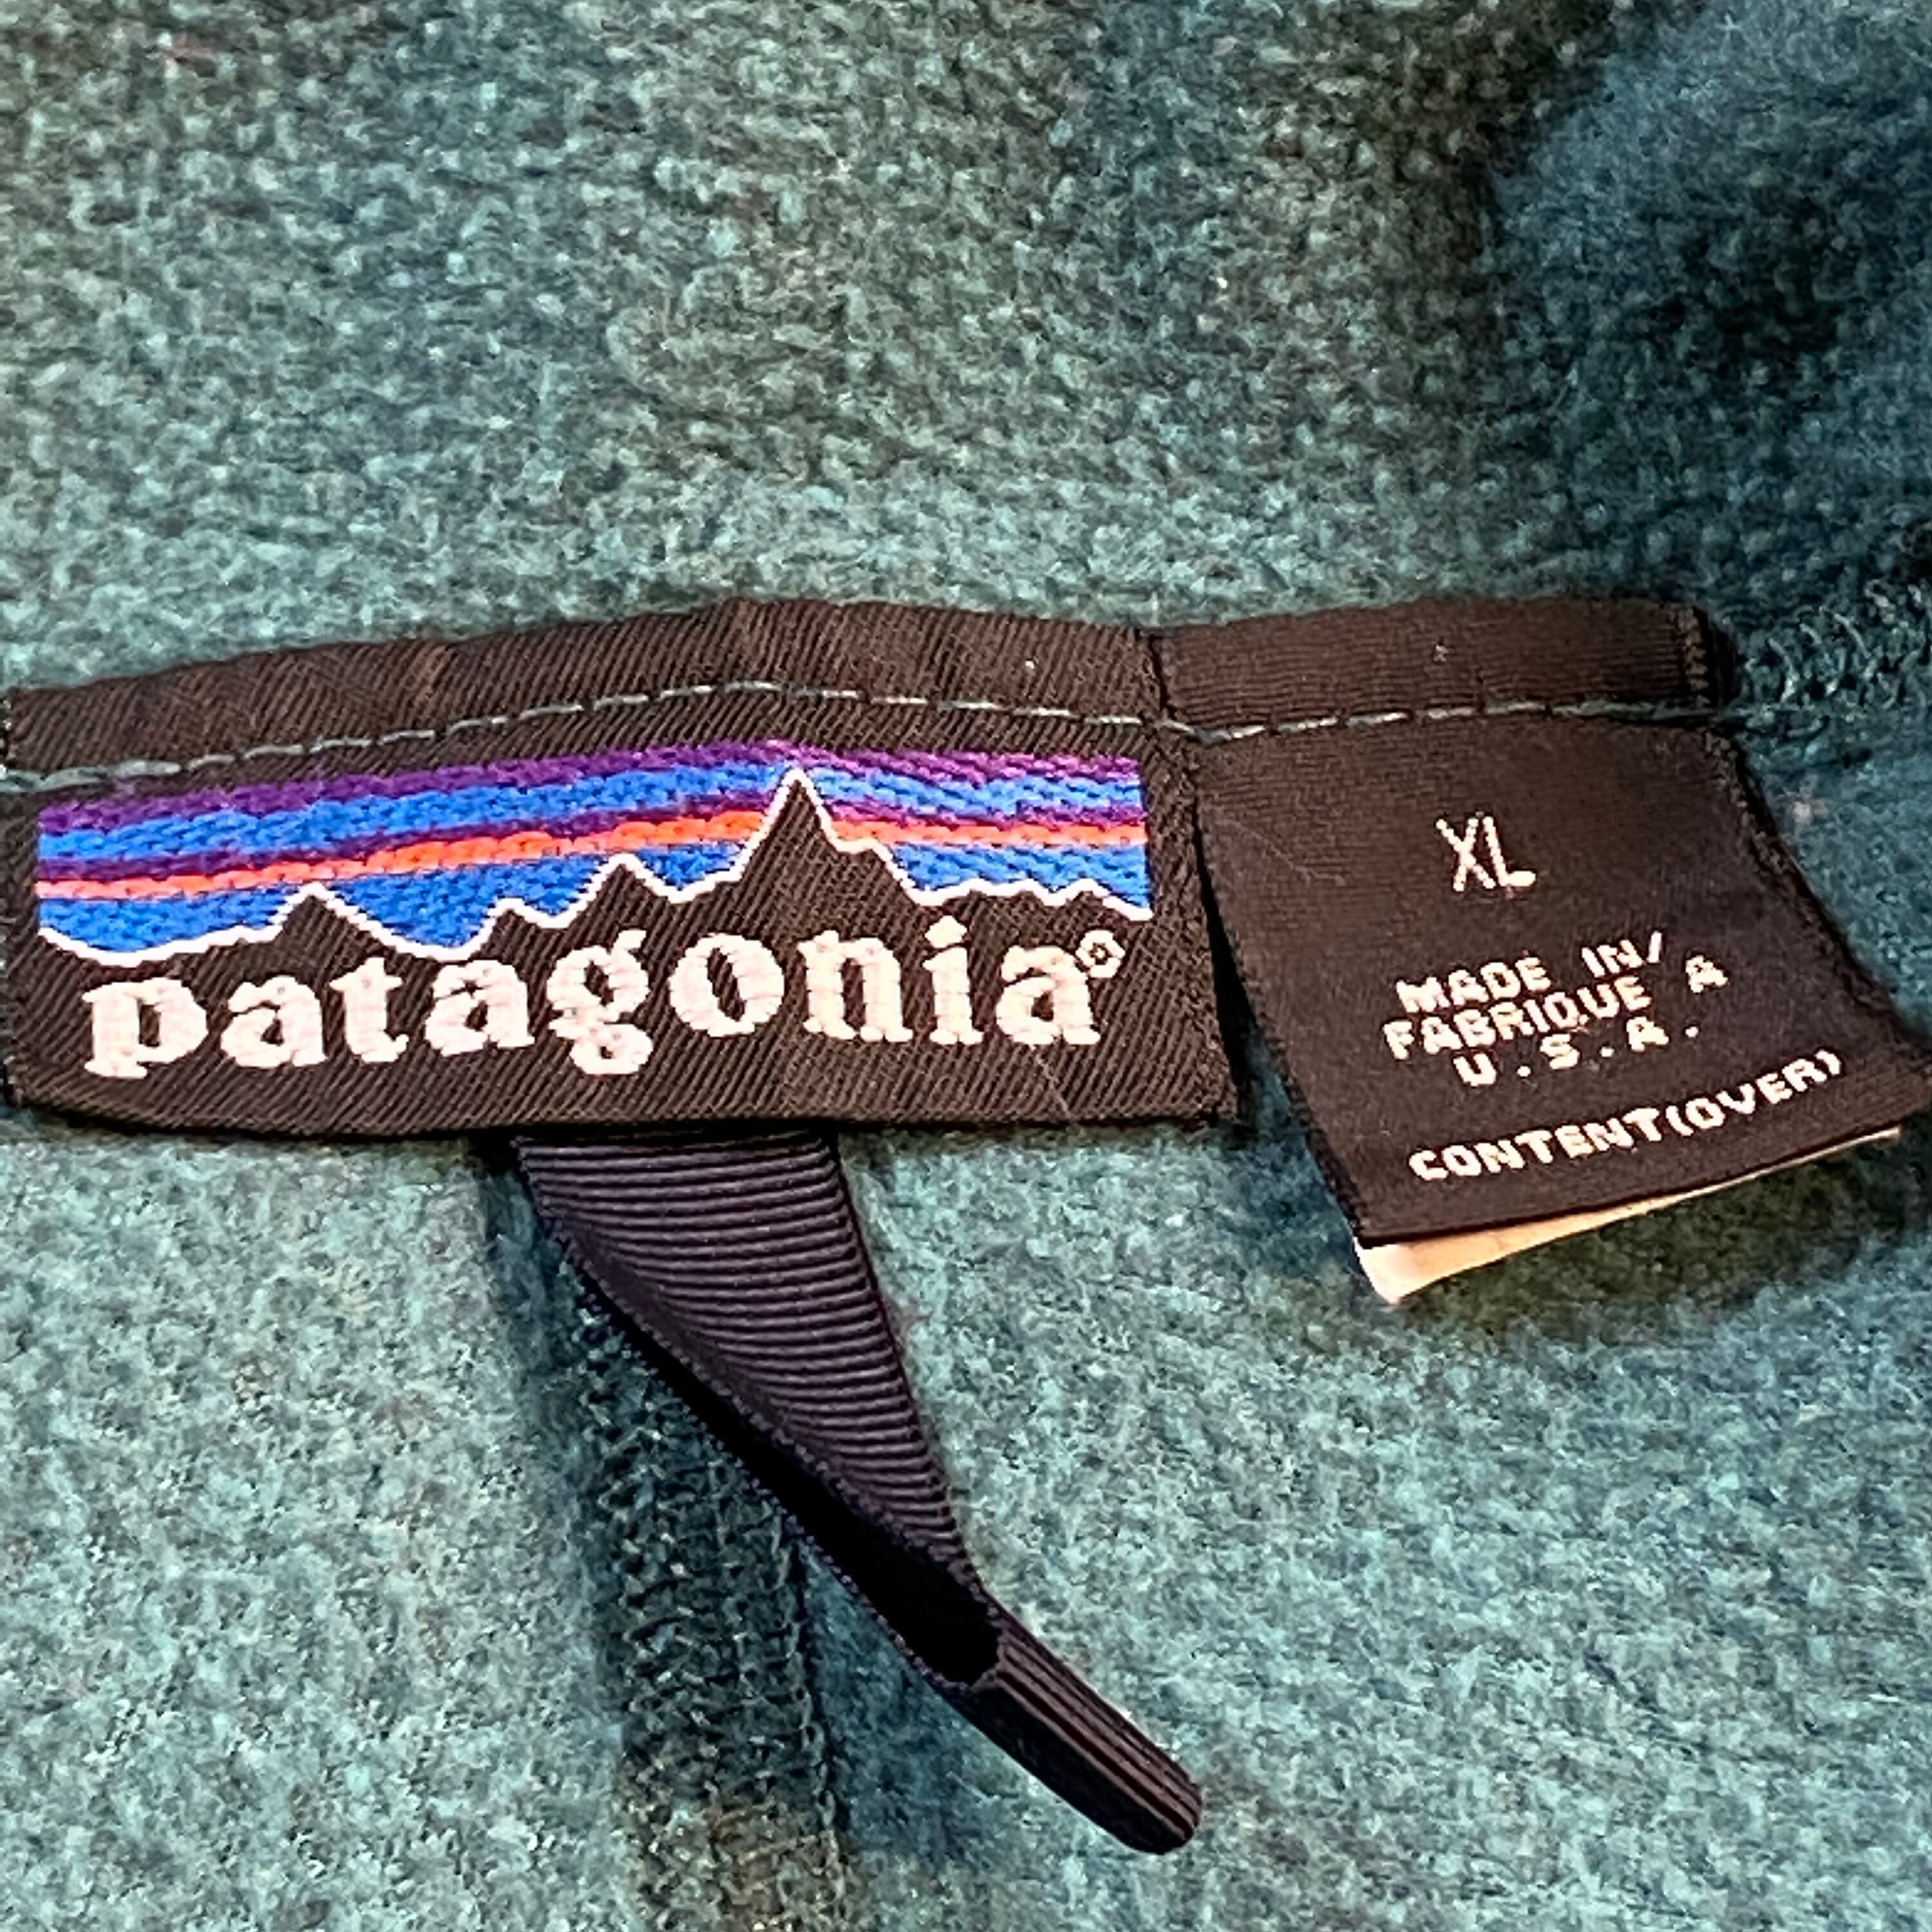 patagonia®
XL
MADE IN/
FABRIQUE A
U.S.A.
CONTENT(OVER)